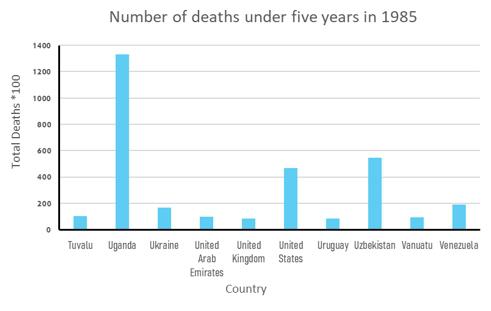 Number of deaths under five years in 1985
Total Deaths *100
1400
1200
1000
800
600
400
200
0
Tuvalu Uganda Ukraine United Arab Emirates United Kingdom United States Uruguay Uzbekistan Vanuatu Venezuela
Country